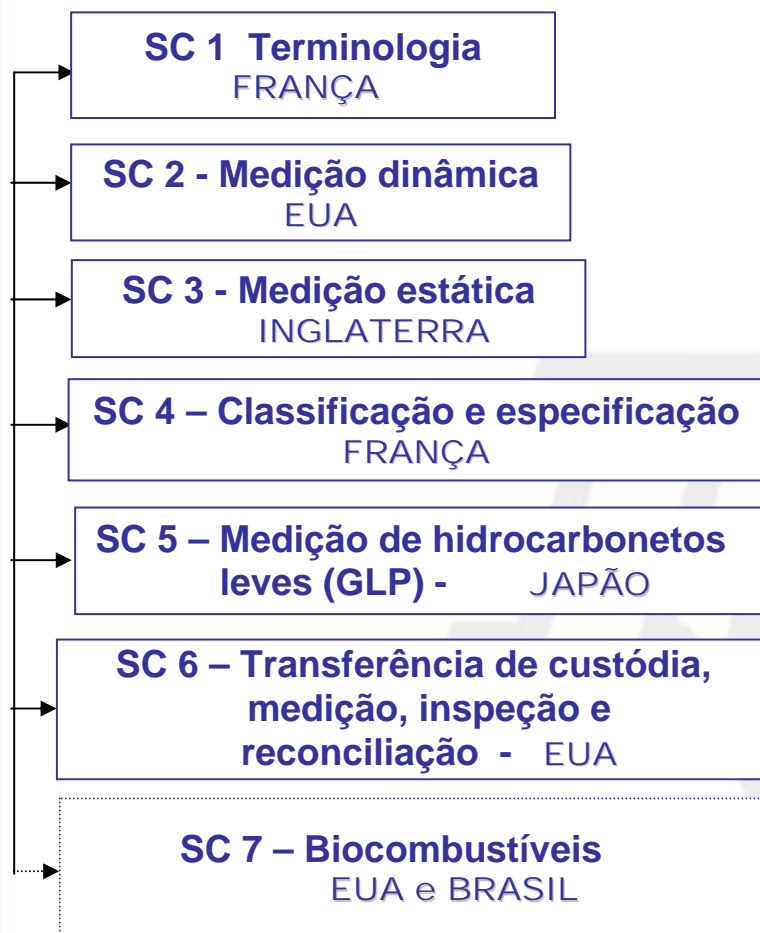 SC 1 Terminologia
FRANÇA
SC 2 - Medição dinâmica
EUA
SC 3 - Medição estática
INGLATERRA
SC 4 – Classificação e especificação
FRANÇA
SC 5 – Medição de hidrocarbonetos
leves (GLP) - JAPÃO
SC 6 – Transferência de custódia,
medição, inspeção e
reconciliação - EUA
SC 7 – Biocombustíveis
EUA e BRASIL